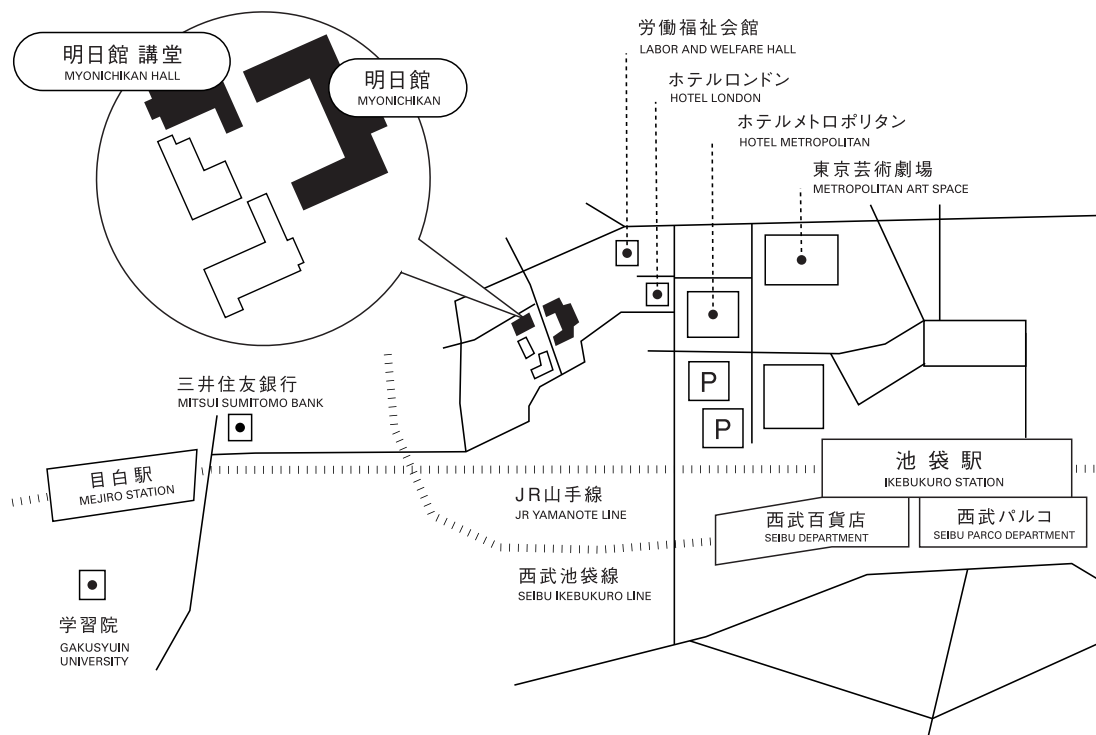 明日館 講堂
MYONICHIKAN HALL
明日館
MYONICHIKAN
労働福祉会館
LABOR AND WELFARE HALL
ホテルロンドン
HOTEL LONDON
ホテルメトロポリタン
HOTEL METROPOLITAN
東京芸術劇場
METROPOLITAN ART SPACE
三井住友銀行
MITSUI SUMITOMO BANK
P
P
目白駅
MEJIRO STATION
池袋駅
IKEBUKURO STATION
JR山手線
JR YAMANOTE LINE
西武百貨店
SEIBU DEPARTMENT
西武パルコ
SEIBU PARCO DEPARTMENT
西武池袋線
SEIBU IKEBUKURO LINE
学習院
GAKUSYUIN
UNIVERSITY